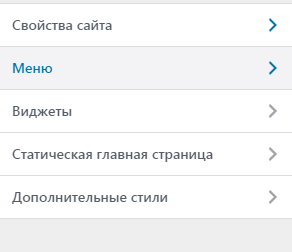 Свойства сайта
Меню
Виджеты
Статическая главная страница
Дополнительные стили